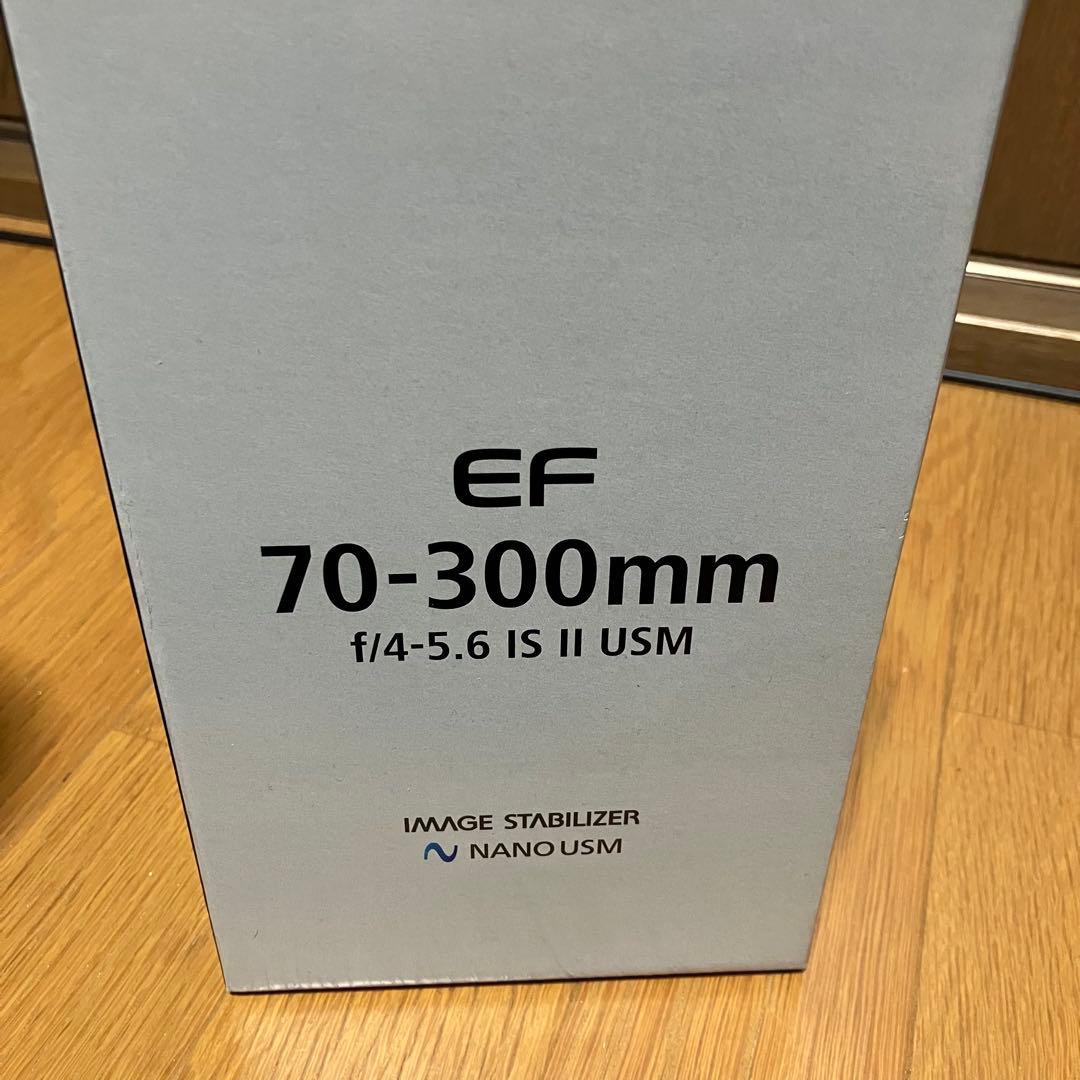 EF
70-300mm
f/4-5.6 IS II USM
IMAGE STABILIZER
NANO USM